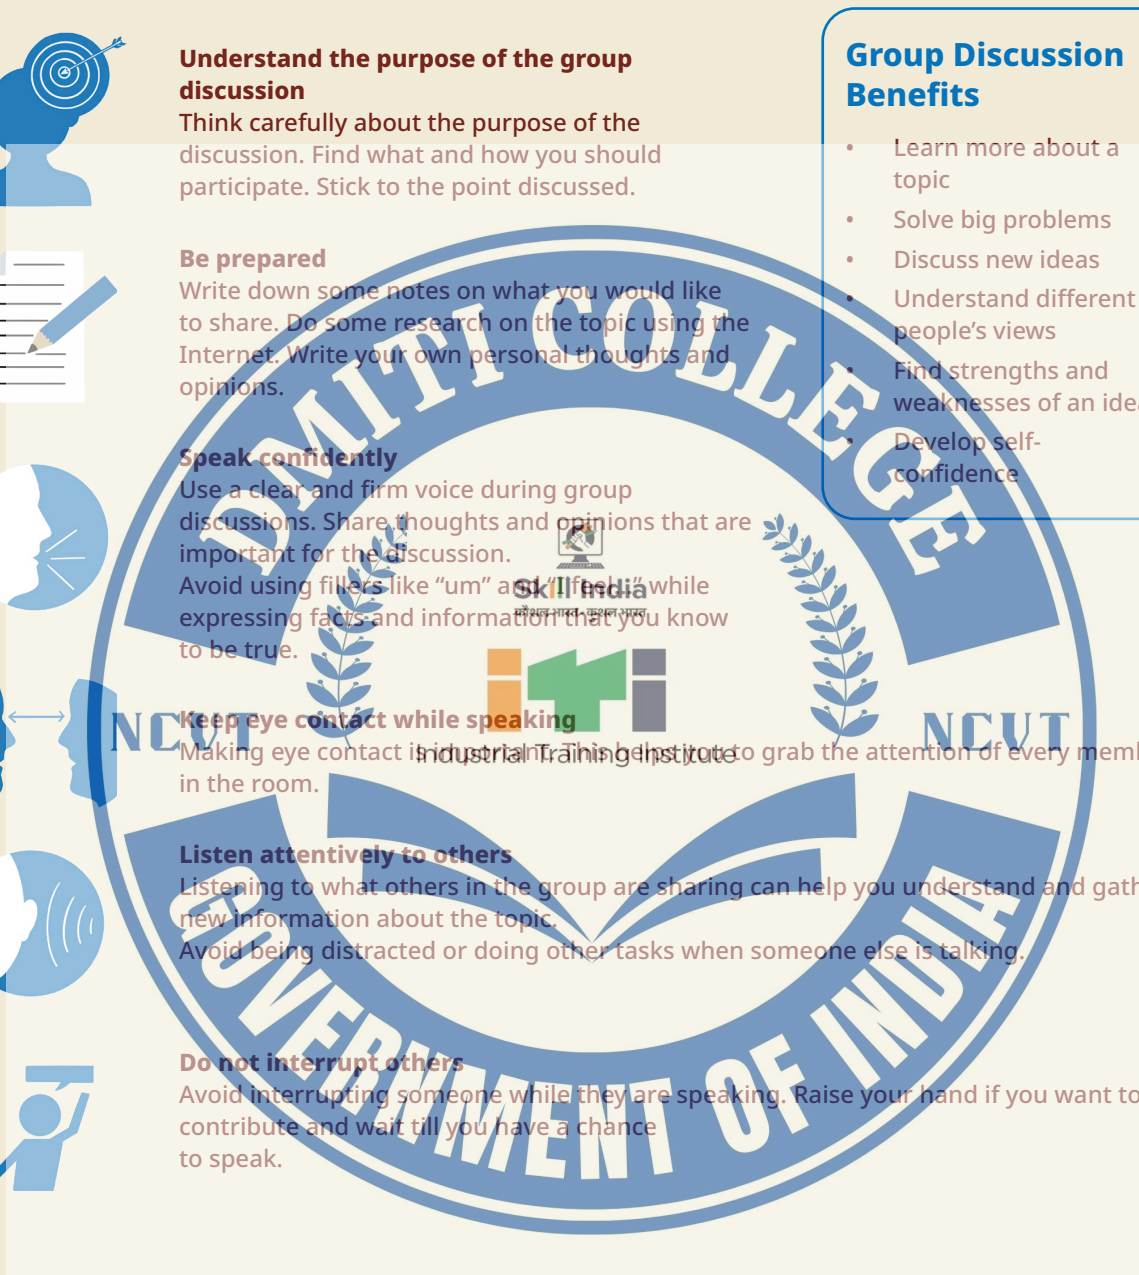 Understand the purpose of the group
discussion
Think carefully about the purpose of the
discussion. Find what and how you should
participate. Stick to the point discussed.
Be prepared
Write down some notes on what you would like
to share. Do some research on the topic using the
Internet. Write your own personal thoughts and
opinions.
Speak confidently
Use a clear and firm voice during group
discussions. Share thoughts and opinions that are
important for the discussion.
Avoid using fillers like “um” and “I feel...” while
expressing facts and information that you know
to be true.
Keep eye contact while speaking
Making eye contact is important. This helps you to grab the attention of every memb
in the room.
Listen attentively to others
Listening to what others in the group are sharing can help you understand and gath
new information about the topic.
Avoid being distracted or doing other tasks when someone else is talking.
Do not interrupt others
Avoid interrupting someone while they are speaking. Raise your hand if you want to
contribute and wait till you have a chance
to speak.
Group Discussion
Benefits
• Learn more about a
topic
• Solve big problems
• Discuss new ideas
• Understand different
people’s views
• Find strengths and
weaknesses of an idea
• Develop self-
confidence
DMITI COLLEGE
Skill India
कौशल भारत - कुशल भारत
iti
Industrial Training Institute
NCVT
NCVT
GOVERNMENT OF INDIA